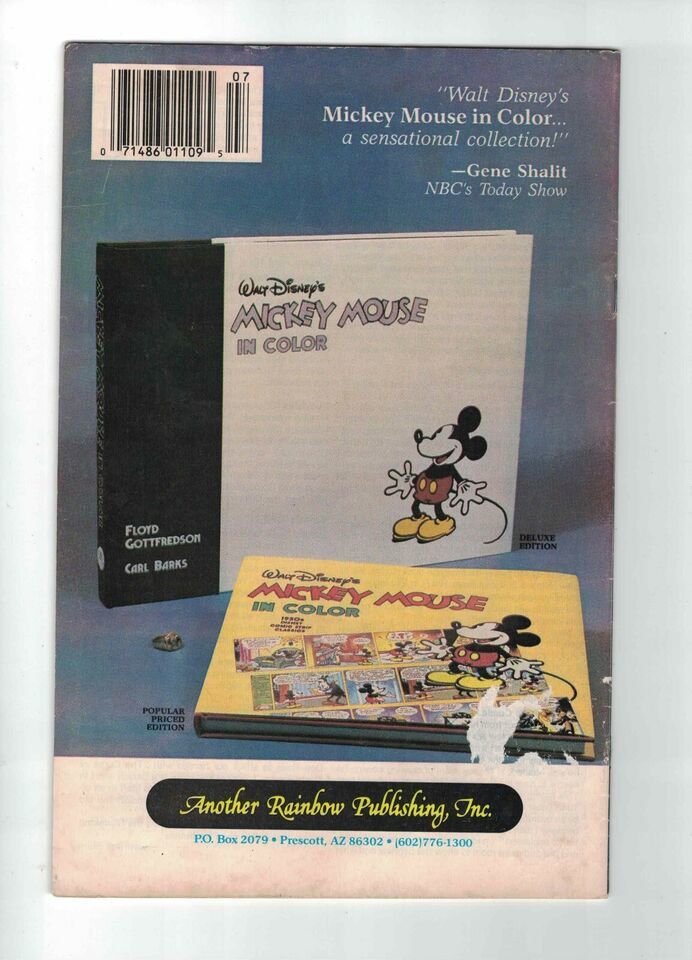 07
0 71486 01109 5
"Walt Disney's
Mickey Mouse in Color...
a sensational collection!"
—Gene Shalit
NBC's Today Show
WALT DISNEY'S
MICKEY MOUSE
IN COLOR
FLOYD
GOTTFREDSON
CARL BARKS
DELUXE
EDITION
WALT DISNEY'S
MICKEY MOUSE
IN COLOR
1930s
DISNEY
COMIC STRIP
CLASSICS
POPULAR
PRICED
EDITION
Another Rainbow Publishing, Inc.
P.O. Box 2079 • Prescott, AZ 86302 • (602)776-1300